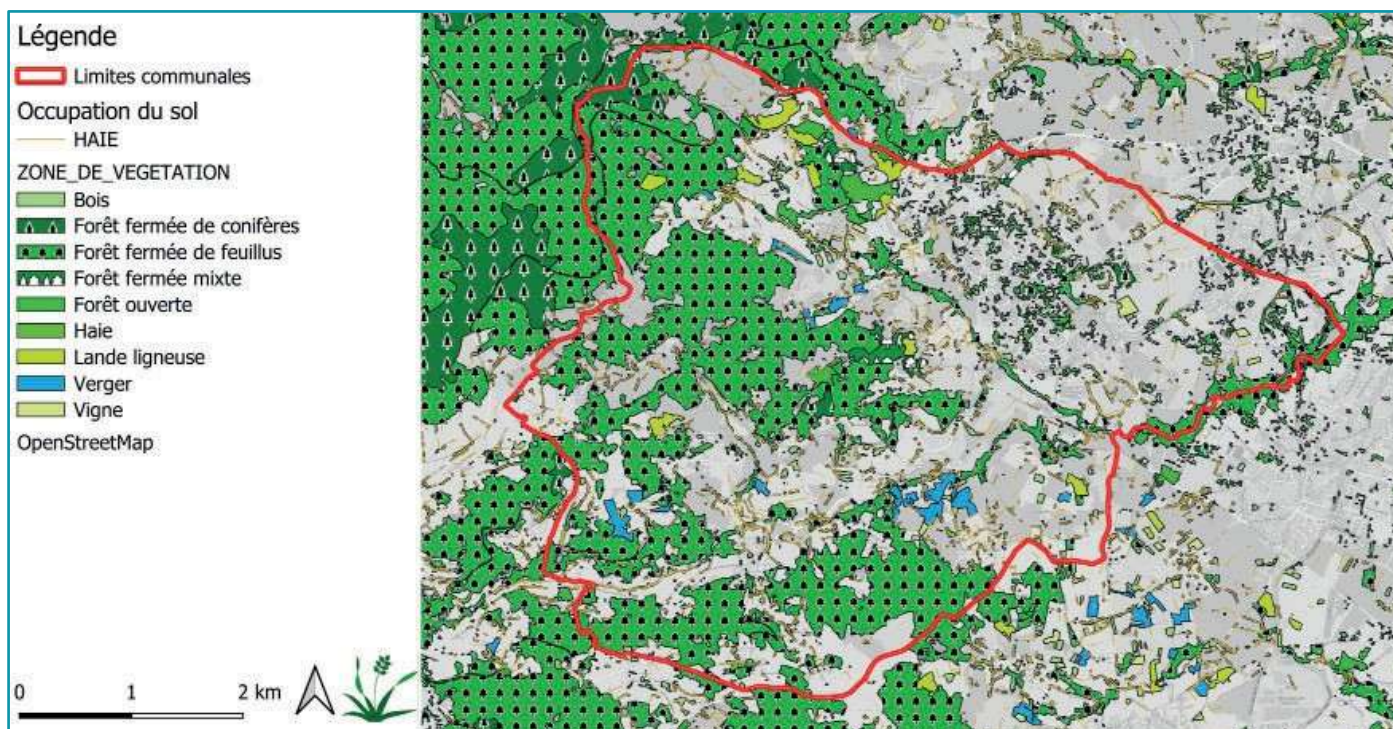 Légende
Limites communales
Occupation du sol
HAIE
ZONE_DE_VEGETATION
Bois
Forêt fermée de conifères
Forêt fermée de feuillus
Forêt fermée mixte
Forêt ouverte
Haie
Lande ligneuse
Verger
Vigne
OpenStreetMap
0 1 2 km